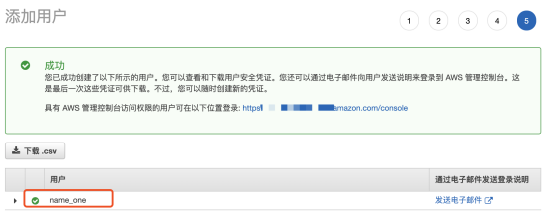 添加用户
1 2 3 4 5
成功
您已成功创建了以下所示的用户。您可以查看和下载用户安全凭证。您还可以通过电子邮件向用户发送说明来登录到 AWS 管理控制台。这
是最后一次这些凭证可供下载。不过，您可以随时创建新的凭证。
具有 AWS 管理控制台访问权限的用户可在以下位置登录: https amazon.com/console
下载 .csv
用户 通过电子邮件发送登录说明
name_one 发送电子邮件